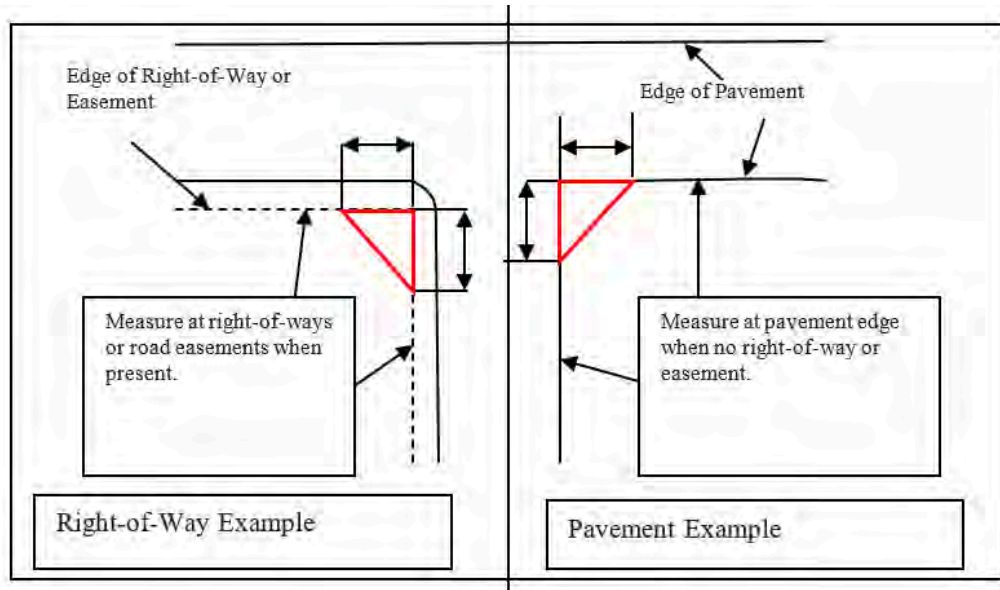 Edge of Right-of-Way or
Easement
Measure at right-of-ways
or road easements when
present.
Right-of-Way Example
Edge of Pavement
Measure at pavement edge
when no right-of-way or
easement.
Pavement Example